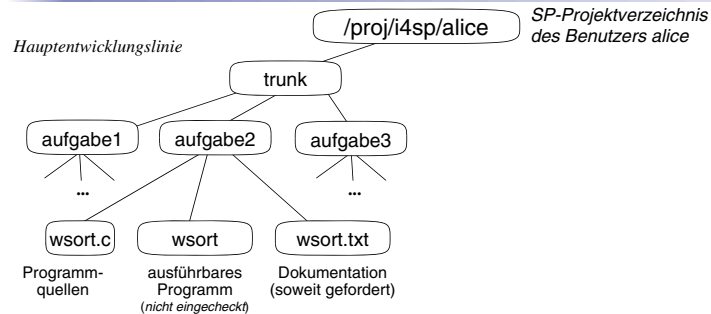 /proj/i4sp/alice
SP-Projektverzeichnis
des Benutzers alice
Hauptentwicklungslinie
trunk
aufgabe1
aufgabe2
aufgabe3
...
...
wsort.c
wsort
wsort.txt
Programm-
quellen
ausführbares
Programm
(nicht eingecheckt)
Dokumentation
(soweit gefordert)